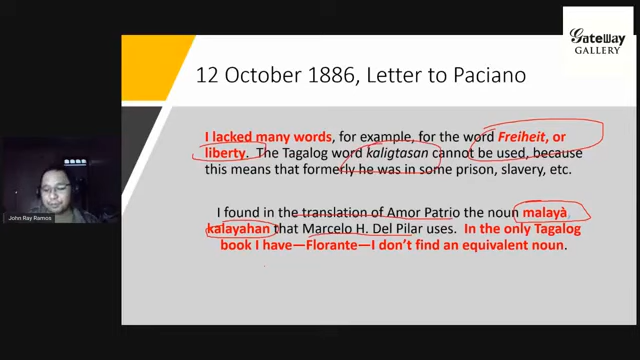 GateWay
GALLERY
12 October 1886, Letter to Paciano
I lacked many words, for example, for the word Freiheit, or
liberty. The Tagalog word kaligtasan cannot be used, because
this means that formerly he was in some prison, slavery, etc.
I found in the translation of Amor Patrio the noun malayà,
kalayahan that Marcelo H. Del Pilar uses. In the only Tagalog
book I have—Florante—I don't find an equivalent noun.
John Ray Ramos